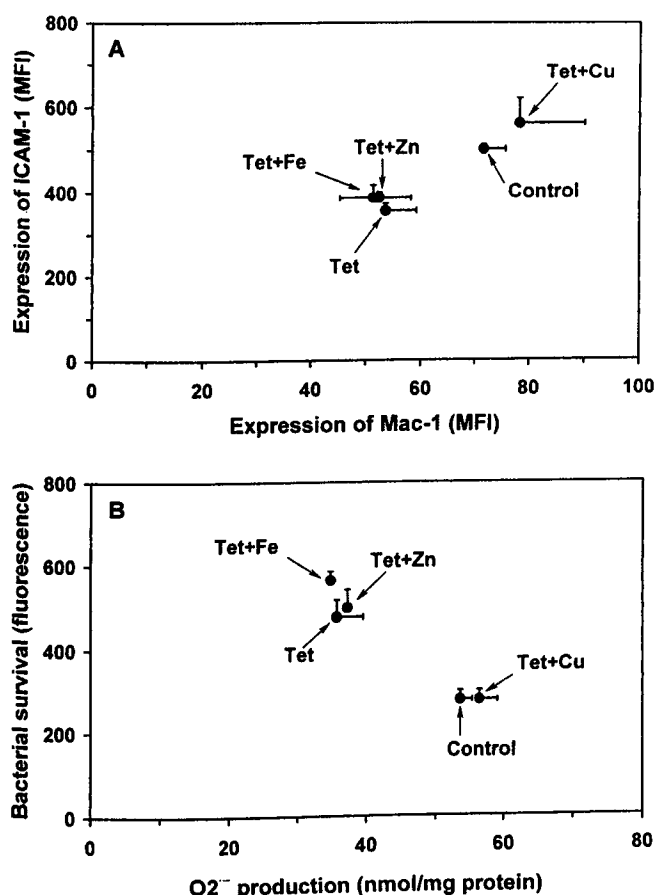 A
800
600
400
200
0
Expression of ICAM-1 (MFI)
Tet+Cu
Tet+Zn
Tet+Fe
Control
Tet
0 20 40 60 80 100
Expression of Mac-1 (MFI)
B
800
600
400
200
0
Bacterial survival (fluorescence)
Tet+Fe
Tet+Zn
Tet
Tet+Cu
Control
0 20 40 60 80
O2·− production (nmol/mg protein)